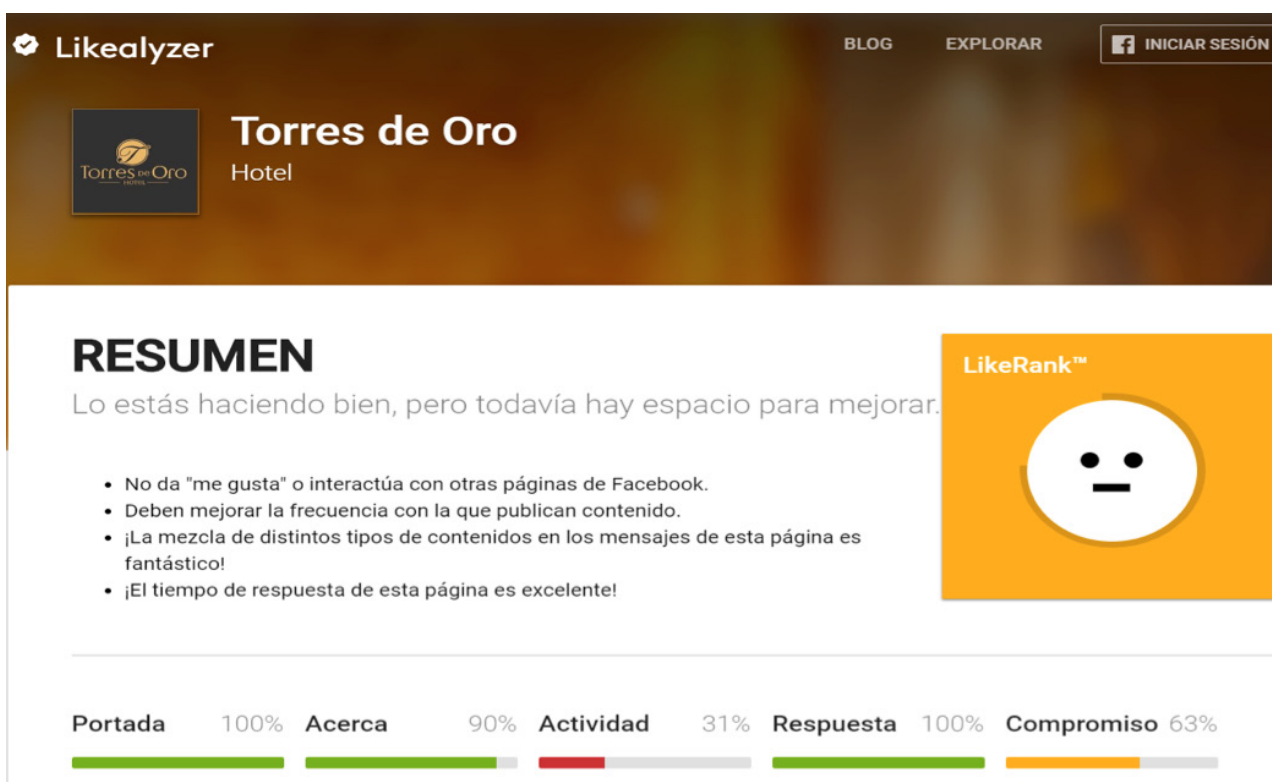 Likealyzer
BLOG
EXPLORAR
INICIAR SESIÓN
Torres de Oro
HOTEL
Torres de Oro
Hotel
RESUMEN
Lo estás haciendo bien, pero todavía hay espacio para mejorar.
LikeRank™
• No da "me gusta" o interactúa con otras páginas de Facebook.
• Deben mejorar la frecuencia con la que publican contenido.
• ¡La mezcla de distintos tipos de contenidos en los mensajes de esta página es
fantástico!
• ¡El tiempo de respuesta de esta página es excelente!
Portada 100%
Acerca 90%
Actividad 31%
Respuesta 100%
Compromiso 63%